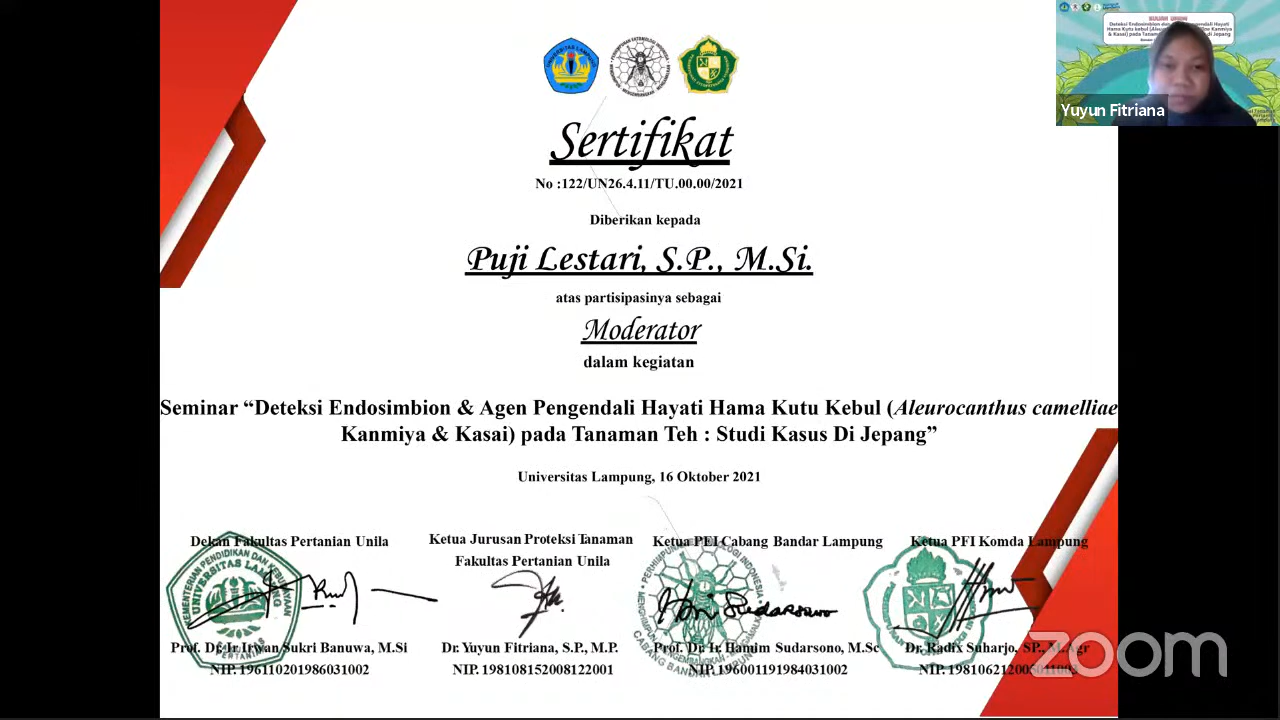 Sertifikat
No :122/UN26.4.11/TU.00.00/2021
Diberikan kepada
Puji Lestari, S.P., M.Si.
atas partisipasinya sebagai
Moderator
dalam kegiatan
Seminar “Deteksi Endosimbion & Agen Pengendali Hayati Hama Kutu Kebul (Aleurocanthus camelliae
Kanmiya & Kasai) pada Tanaman Teh : Studi Kasus Di Jepang”
Universitas Lampung, 16 Oktober 2021
Dekan Fakultas Pertanian Unila
Prof. Dr. Ir. Irwan Sukri Banuwa, M.Si
NIP. 196110201986031002
Ketua Jurusan Proteksi Tanaman
Fakultas Pertanian Unila
Dr. Yuyun Fitriana, S.P., M.P.
NIP. 198108152008122001
Ketua PEI Cabang Bandar Lampung
Prof. Dr. Ir. Hamim Sudarsono, M.Sc
NIP. 196001191984031002
Ketua PFI Komda Lampung
Dr. Radix Suharjo, SP., M.Agr
UNIVERSITAS LAMPUNG
KULIAH UMUM
Yuyun Fitriana
zoom